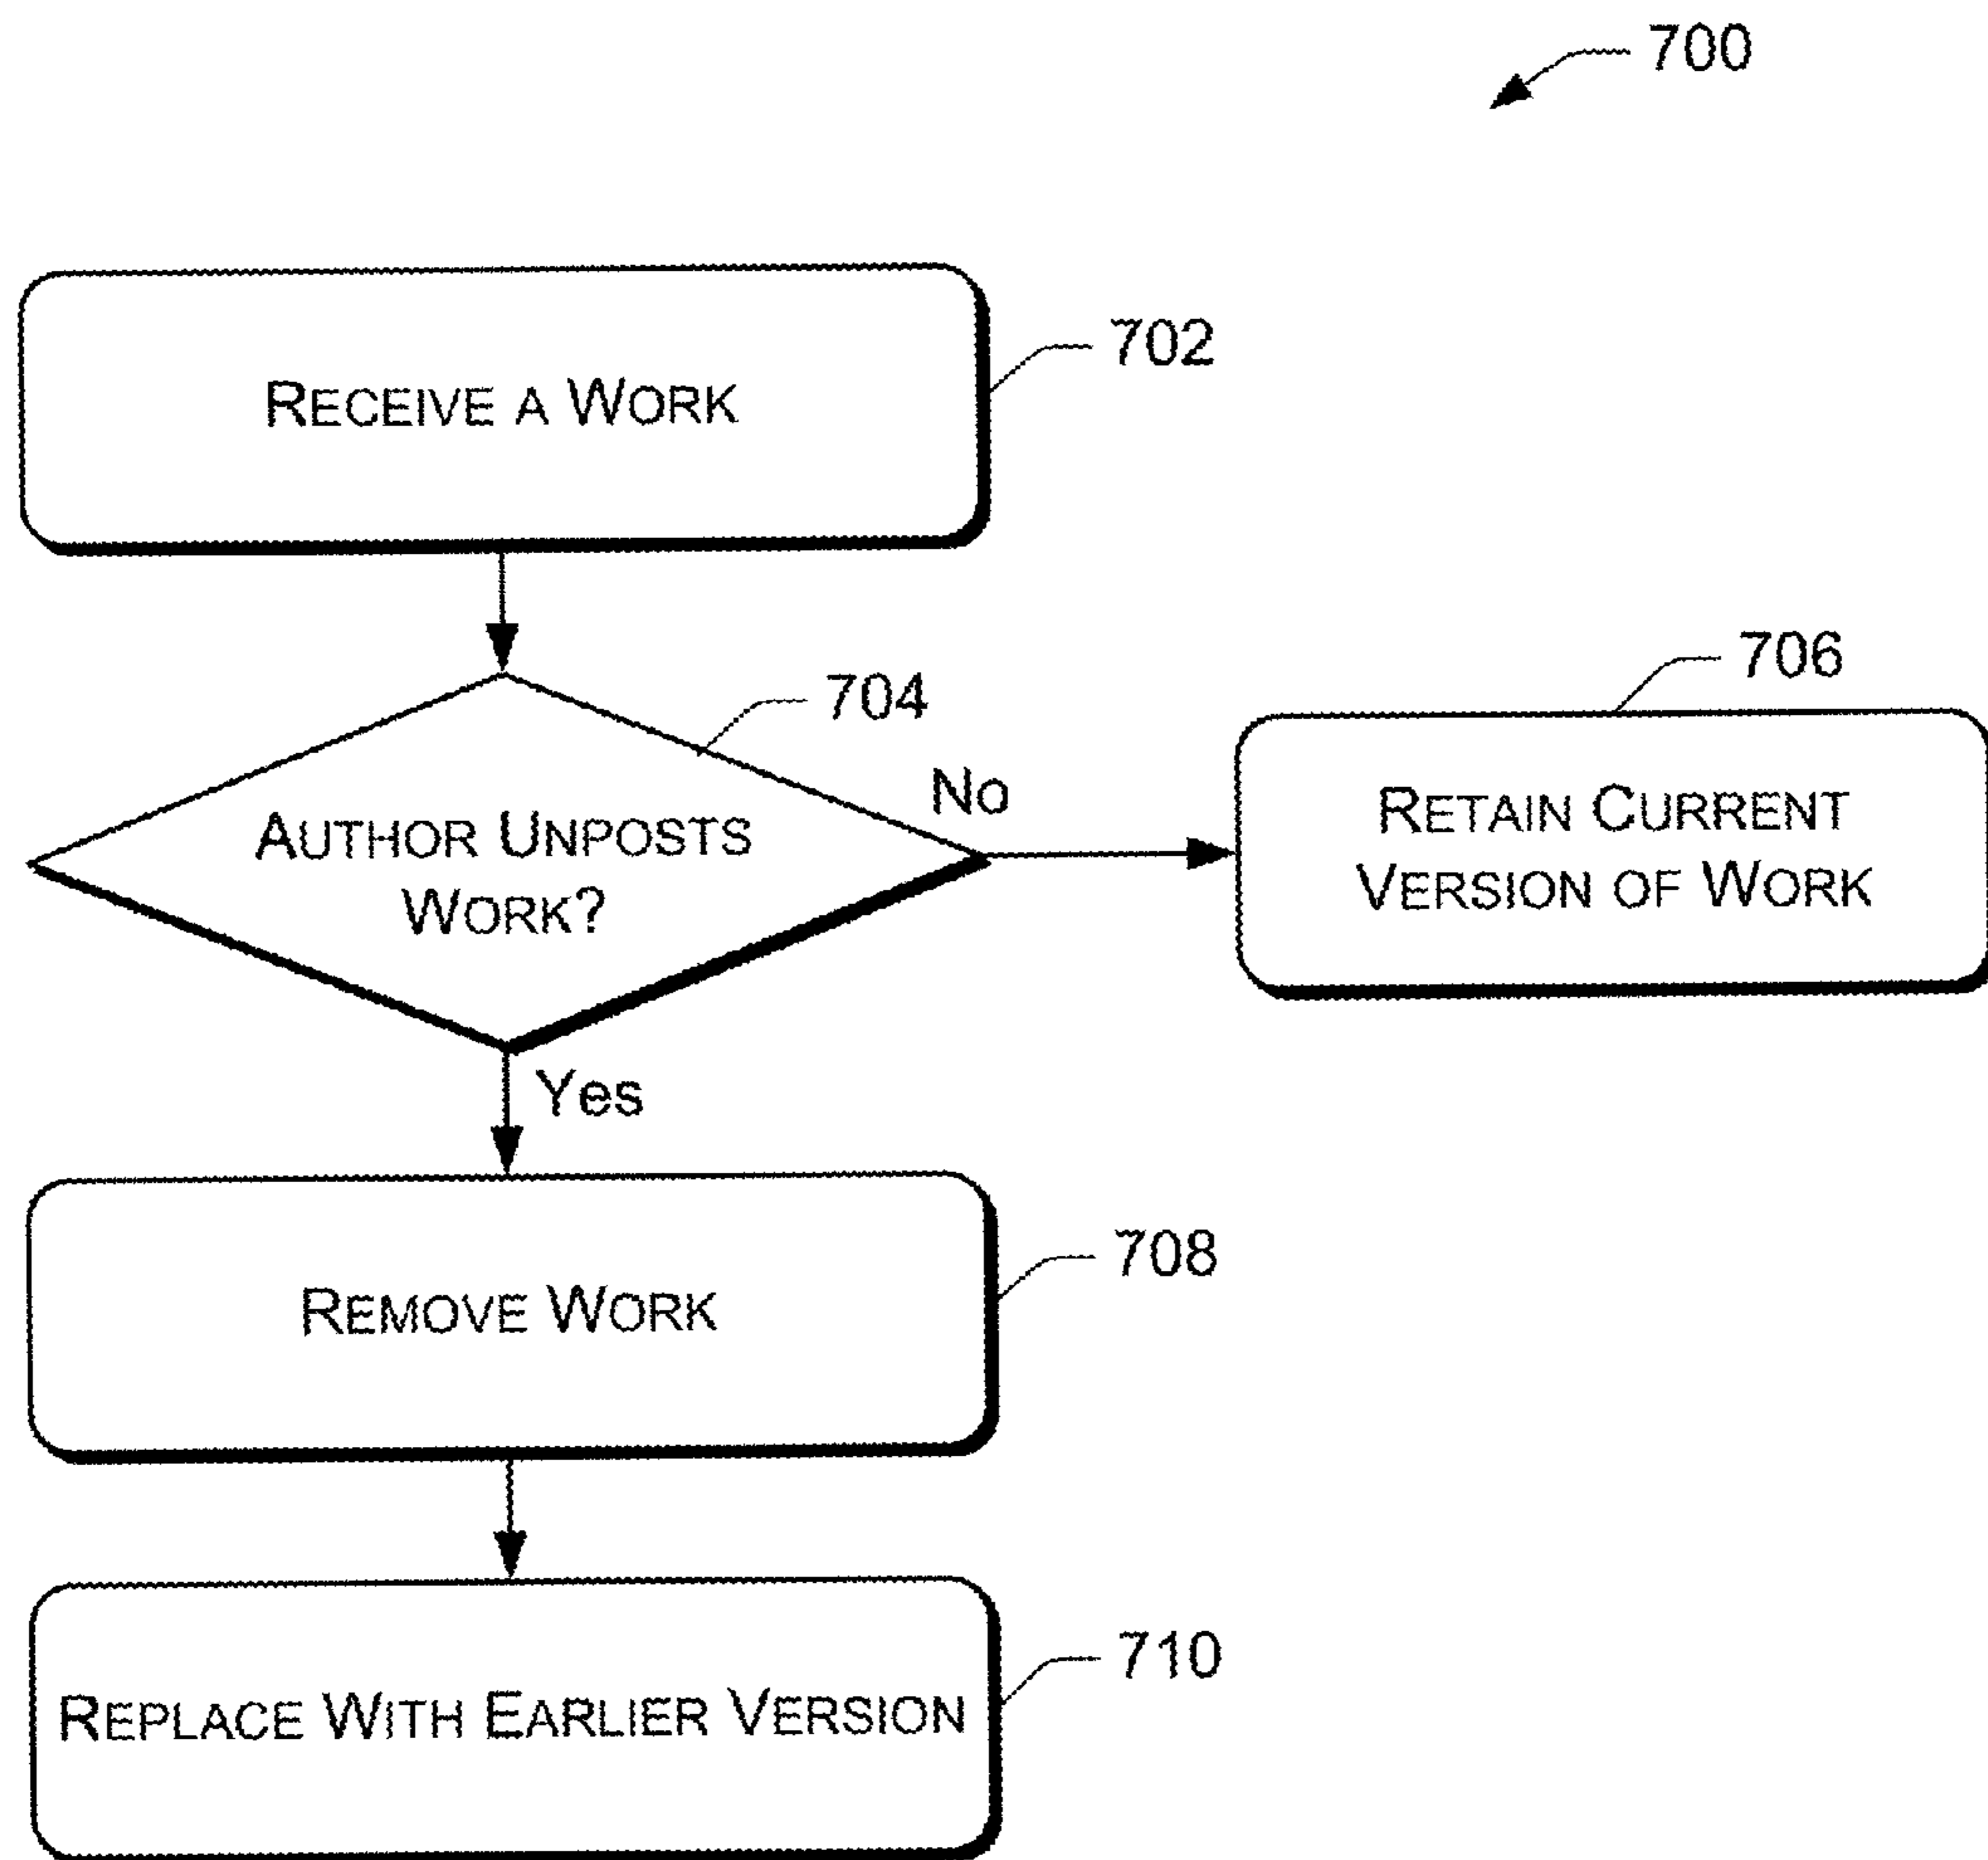 700
RECEIVE A WORK
702
704
AUTHOR UNPOSTS
WORK?
No
706
RETAIN CURRENT
VERSION OF WORK
Yes
REMOVE WORK
708
REPLACE WITH EARLIER VERSION
710